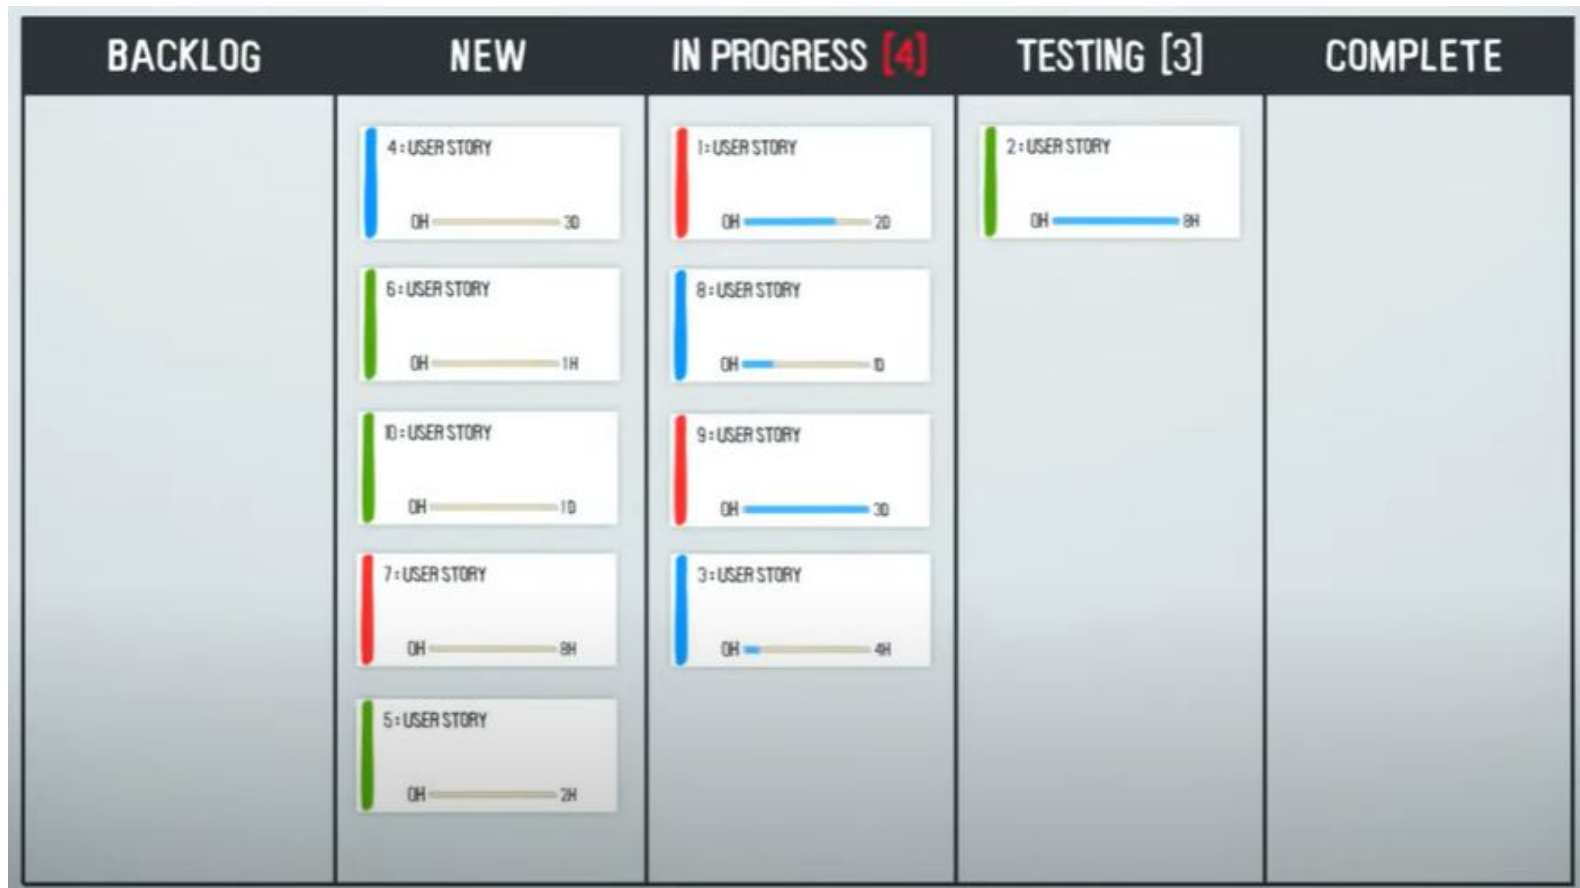 BACKLOG
NEW
IN PROGRESS [4]
TESTING [3]
COMPLETE
4: USER STORY
0H 3D
6: USER STORY
0H 1H
10: USER STORY
0H 1D
7: USER STORY
0H 8H
5: USER STORY
0H 2H
1: USER STORY
0H 2D
8: USER STORY
0H 1D
9: USER STORY
0H 3D
3: USER STORY
0H 4H
2: USER STORY
0H 8H